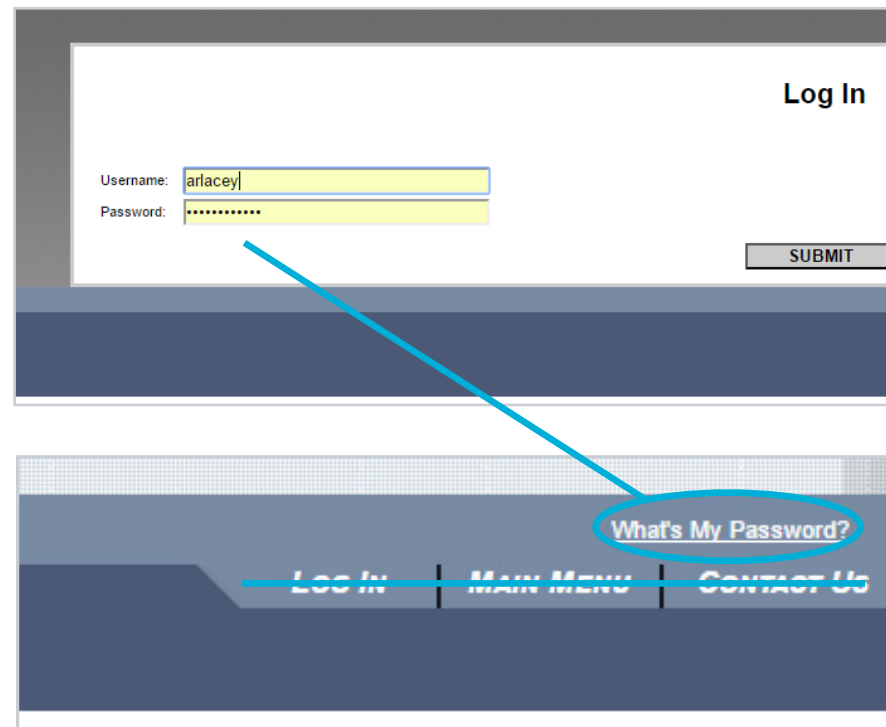 Log In
Username: arlacey
Password: ••••••••••••
SUBMIT
What's My Password?
LOG IN MAIN MENU CONTACT US